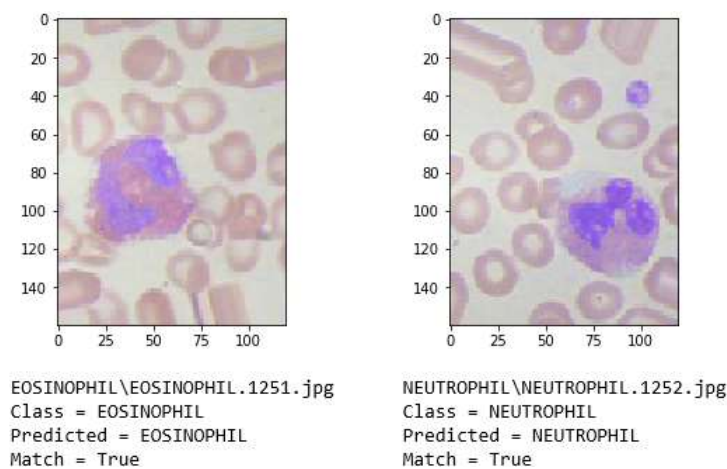 0
20
40
60
80
100
120
140
0 25 50 75 100
0
20
40
60
80
100
120
140
0 25 50 75 100
EOSINOPHIL\EOSINOPHIL.1251.jpg
Class = EOSINOPHIL
Predicted = EOSINOPHIL
Match = True
NEUTROPHIL\NEUTROPHIL.1252.jpg
Class = NEUTROPHIL
Predicted = NEUTROPHIL
Match = True